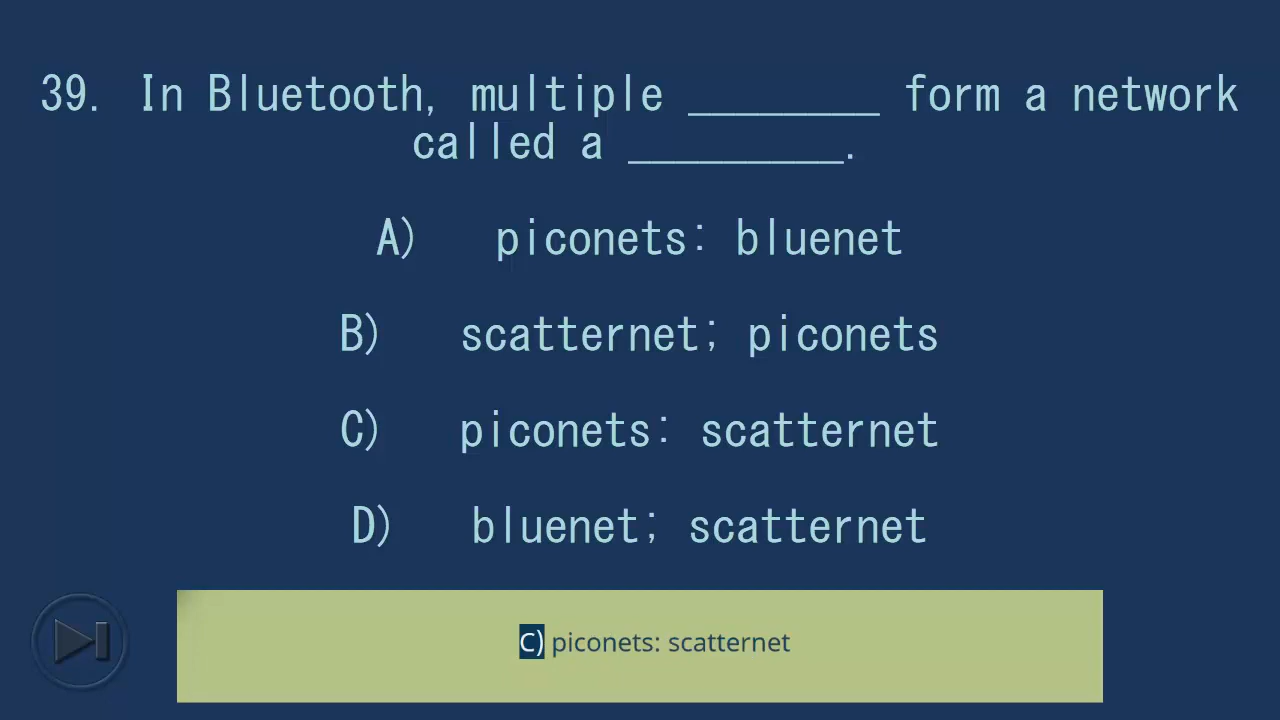 39. In Bluetooth, multiple ________ form a network
called a _________.
A) piconets: bluenet
B) scatternet; piconets
C) piconets: scatternet
D) bluenet; scatternet
C) piconets: scatternet